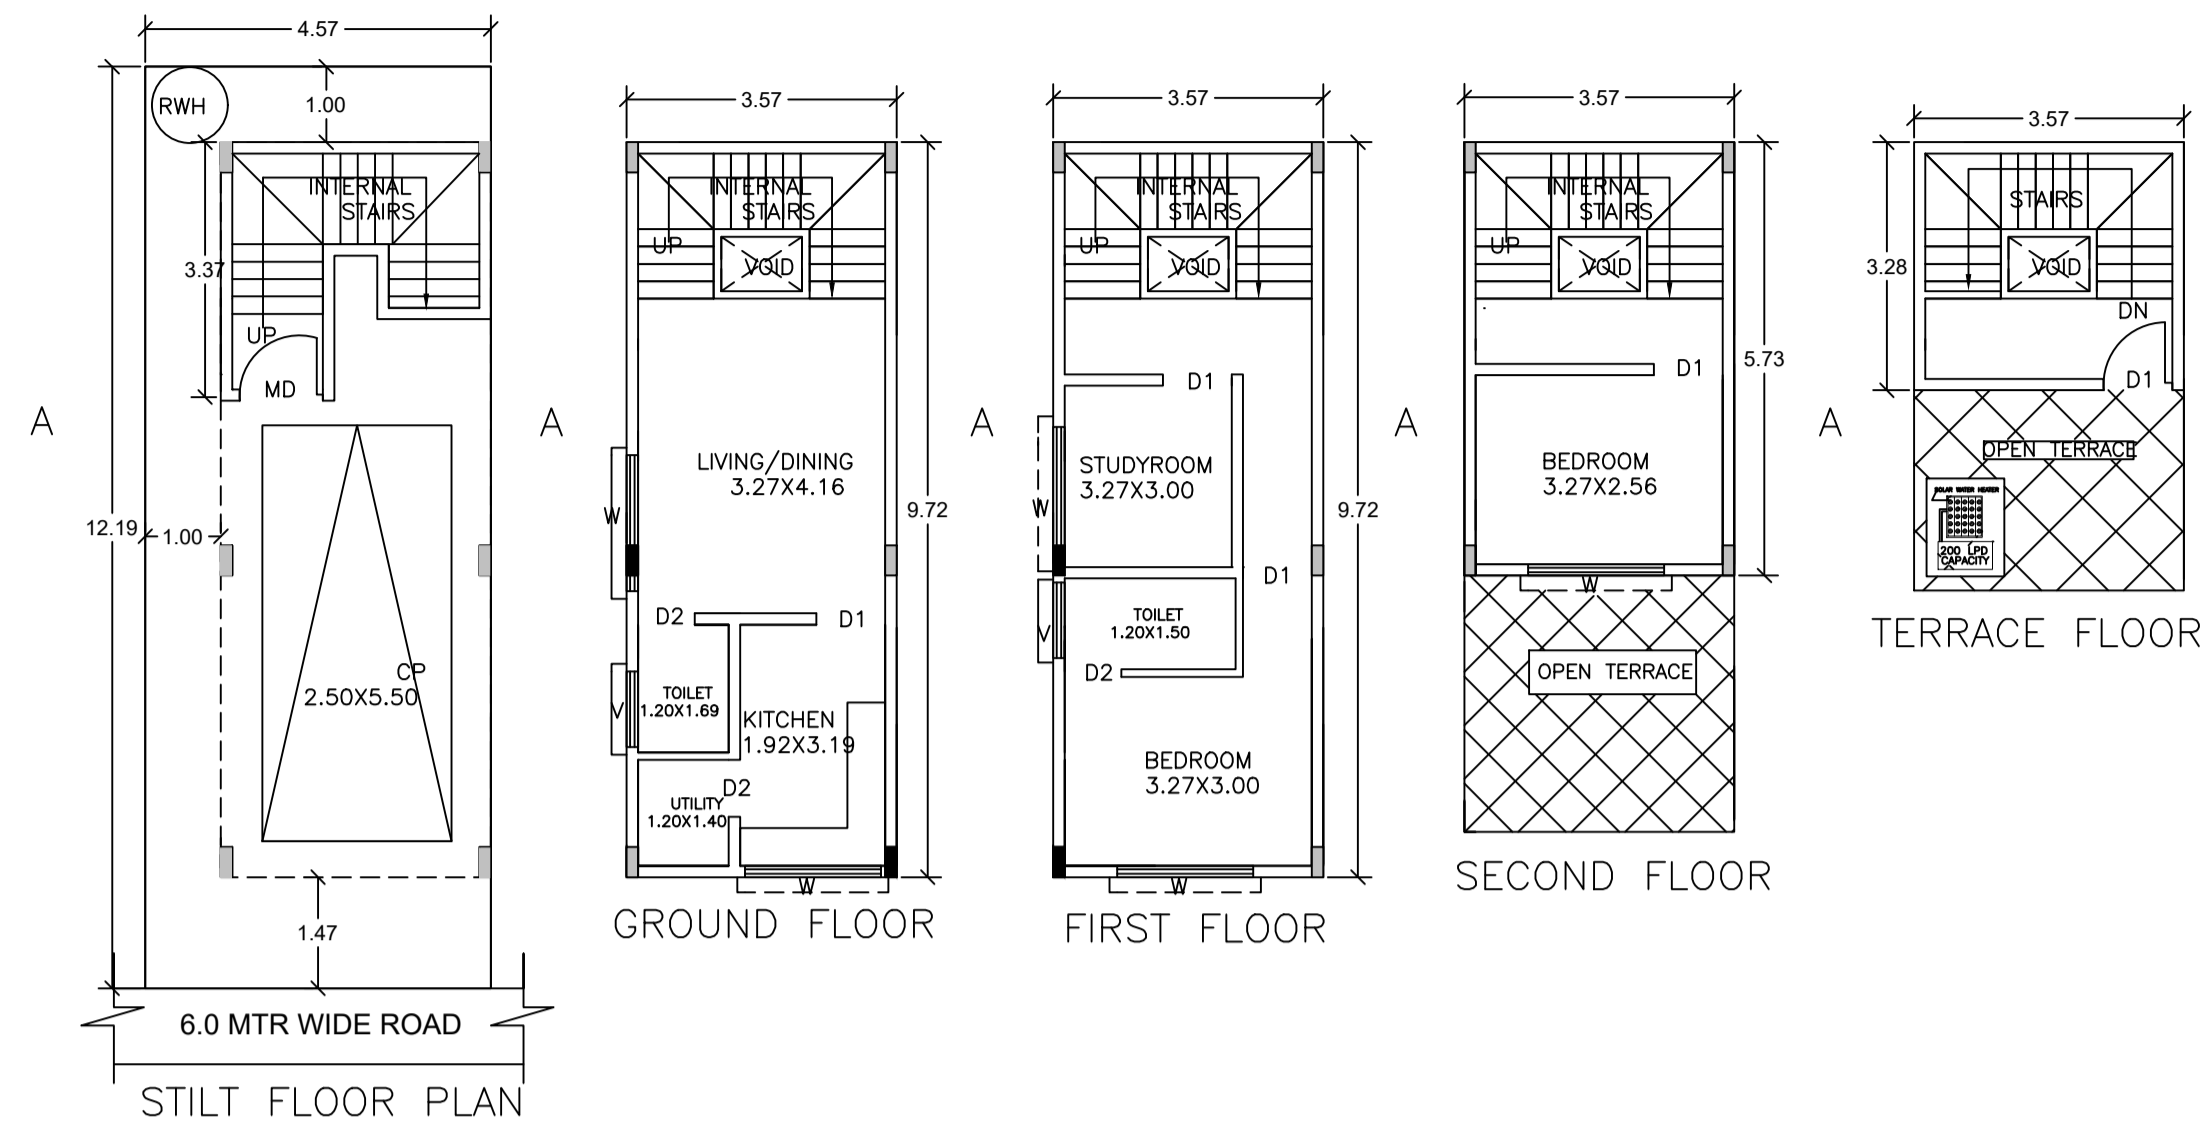 4.57
RWH
1.00
INTERNAL
STAIRS
3.37
UP
MD
A
12.19
1.00
CP
2.50X5.50
1.47
6.0 MTR WIDE ROAD
STILT FLOOR PLAN
3.57
INTERNAL
STAIRS
UP
VOID
A
LIVING/DINING
3.27X4.16
W
9.72
D2
D1
TOILET
1.20X1.69
V
KITCHEN
1.92X3.19
D2
UTILITY
1.20X1.40
W
GROUND FLOOR
3.57
INTERNAL
STAIRS
UP
VOID
D1
A
STUDYROOM
3.27X3.00
W
9.72
D1
TOILET
1.20X1.50
V
D2
BEDROOM
3.27X3.00
W
FIRST FLOOR
3.57
INTERNAL
STAIRS
UP
VOID
D1
5.73
A
BEDROOM
3.27X2.56
W
OPEN TERRACE
SECOND FLOOR
3.57
STAIRS
3.28
VOID
DN
D1
A
OPEN TERRACE
SOLAR WATER HEATER
200 LPD
CAPACITY
TERRACE FLOOR